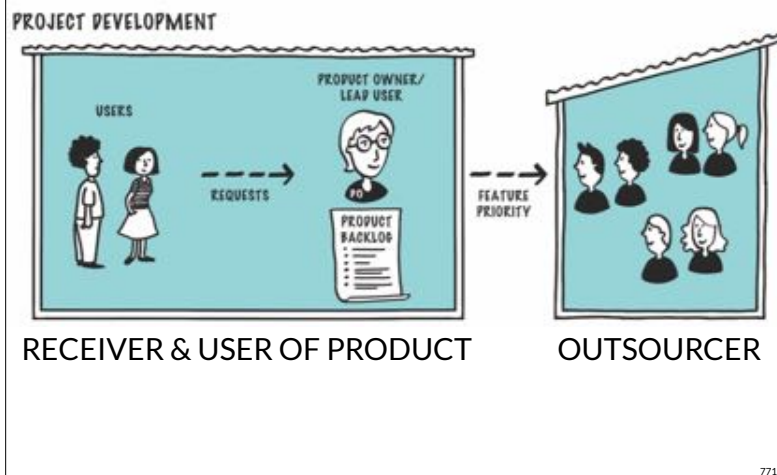 PROJECT DEVELOPMENT
USERS
REQUESTS
PRODUCT OWNER/
LEAD USER
PO
PRODUCT
BACKLOG
FEATURE
PRIORITY
RECEIVER & USER OF PRODUCT
OUTSOURCER
771